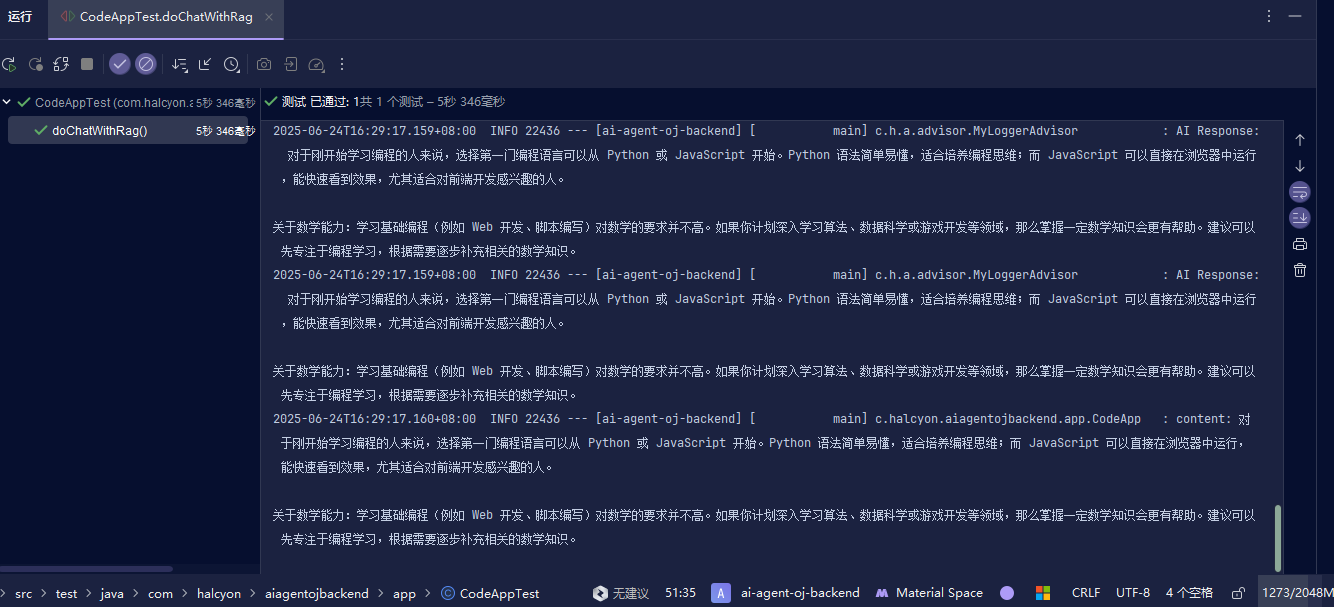 运行
CodeAppTest.doChatWithRag
CodeAppTest (com.halcyon.a 5秒 346毫秒
doChatWithRag() 5秒 346毫秒
测试 已通过: 1共 1 个测试 – 5秒 346毫秒
2025-06-24T16:29:17.159+08:00  INFO 22436 --- [ai-agent-oj-backend] [           main] c.h.a.advisor.MyLoggerAdvisor            : AI Response:
对于刚开始学习编程的人来说，选择第一门编程语言可以从 Python 或 JavaScript 开始。Python 语法简单易懂，适合培养编程思维；而 JavaScript 可以直接在浏览器中运行
，能快速看到效果，尤其适合对前端开发感兴趣的人。
关于数学能力：学习基础编程（例如 Web 开发、脚本编写）对数学的要求并不高。如果你计划深入学习算法、数据科学或游戏开发等领域，那么掌握一定数学知识会更有帮助。建议可以
先专注于编程学习，根据需要逐步补充相关的数学知识。
2025-06-24T16:29:17.159+08:00  INFO 22436 --- [ai-agent-oj-backend] [           main] c.h.a.advisor.MyLoggerAdvisor            : AI Response:
对于刚开始学习编程的人来说，选择第一门编程语言可以从 Python 或 JavaScript 开始。Python 语法简单易懂，适合培养编程思维；而 JavaScript 可以直接在浏览器中运行
，能快速看到效果，尤其适合对前端开发感兴趣的人。
关于数学能力：学习基础编程（例如 Web 开发、脚本编写）对数学的要求并不高。如果你计划深入学习算法、数据科学或游戏开发等领域，那么掌握一定数学知识会更有帮助。建议可以
先专注于编程学习，根据需要逐步补充相关的数学知识。
2025-06-24T16:29:17.160+08:00  INFO 22436 --- [ai-agent-oj-backend] [           main] c.halcyon.aiagentojbackend.app.CodeApp   : content: 对
于刚开始学习编程的人来说，选择第一门编程语言可以从 Python 或 JavaScript 开始。Python 语法简单易懂，适合培养编程思维；而 JavaScript 可以直接在浏览器中运行，
能快速看到效果，尤其适合对前端开发感兴趣的人。
关于数学能力：学习基础编程（例如 Web 开发、脚本编写）对数学的要求并不高。如果你计划深入学习算法、数据科学或游戏开发等领域，那么掌握一定数学知识会更有帮助。建议可以
先专注于编程学习，根据需要逐步补充相关的数学知识。
src > test > java > com > halcyon > aiagentojbackend > app > CodeAppTest 无建议 51:35 A ai-agent-oj-backend Material Space CRLF UTF-8 4 个空格 1273/2048M